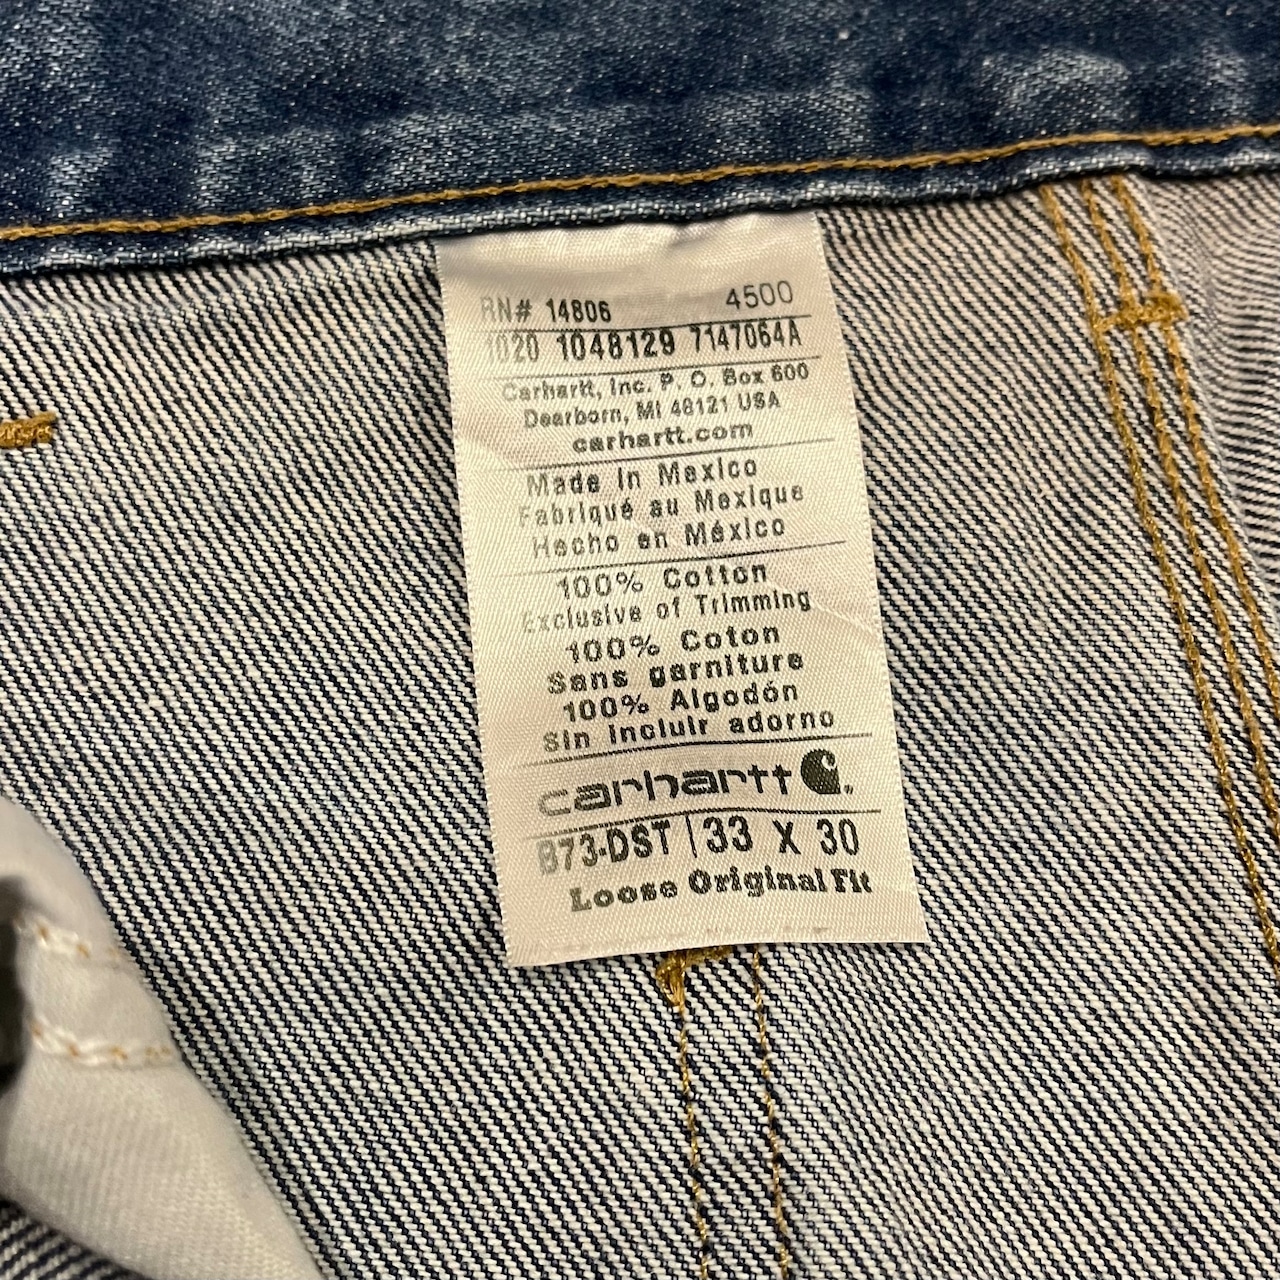 RN# 14806 4500
1020 1048129 7147064A
Carhartt, Inc. P. O. Box 600
Dearborn, MI 48121 USA
carhartt.com
Made in Mexico
Fabriqué au Mexique
Hecho en México
100% Cotton
Exclusive of Trimming
100% Coton
Sans garniture
100% Algodón
Sin incluir adorno
carhartt
B73-DST | 33 X 30
Loose Original Fit